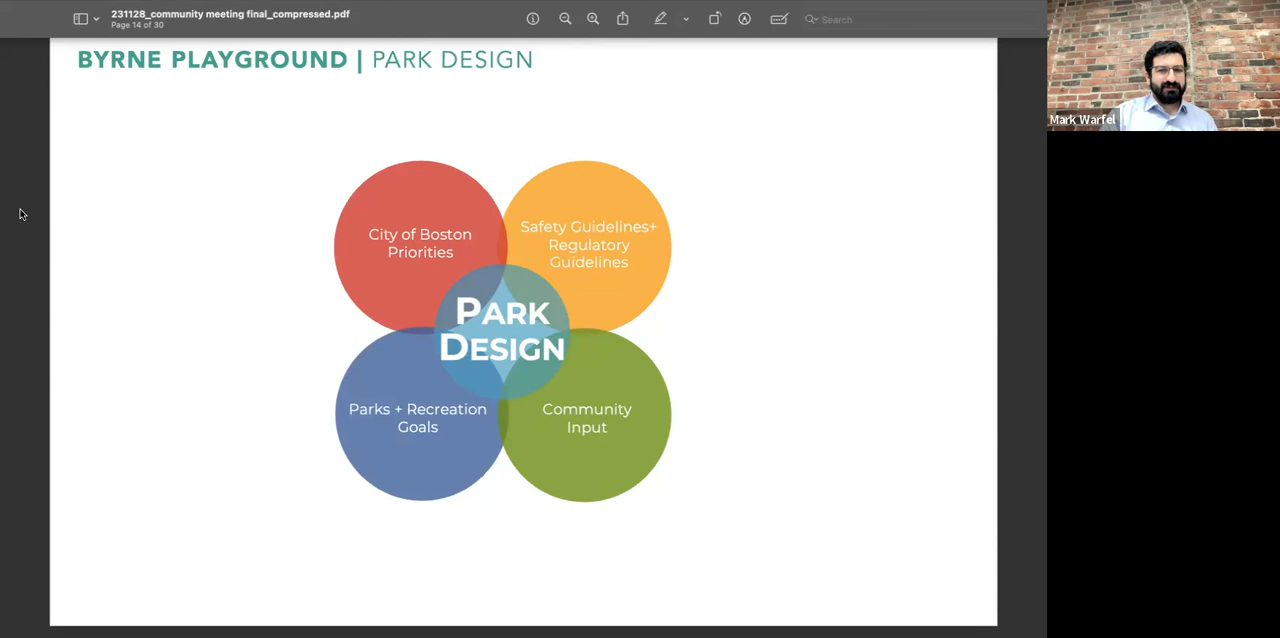 231128_community meeting final_compressed.pdf
Page 14 of 30
Search
BYRNE PLAYGROUND | PARK DESIGN
City of Boston
Priorities
Safety Guidelines+
Regulatory
Guidelines
PARK
DESIGN
Parks + Recreation
Goals
Community
Input
Mark Warfel